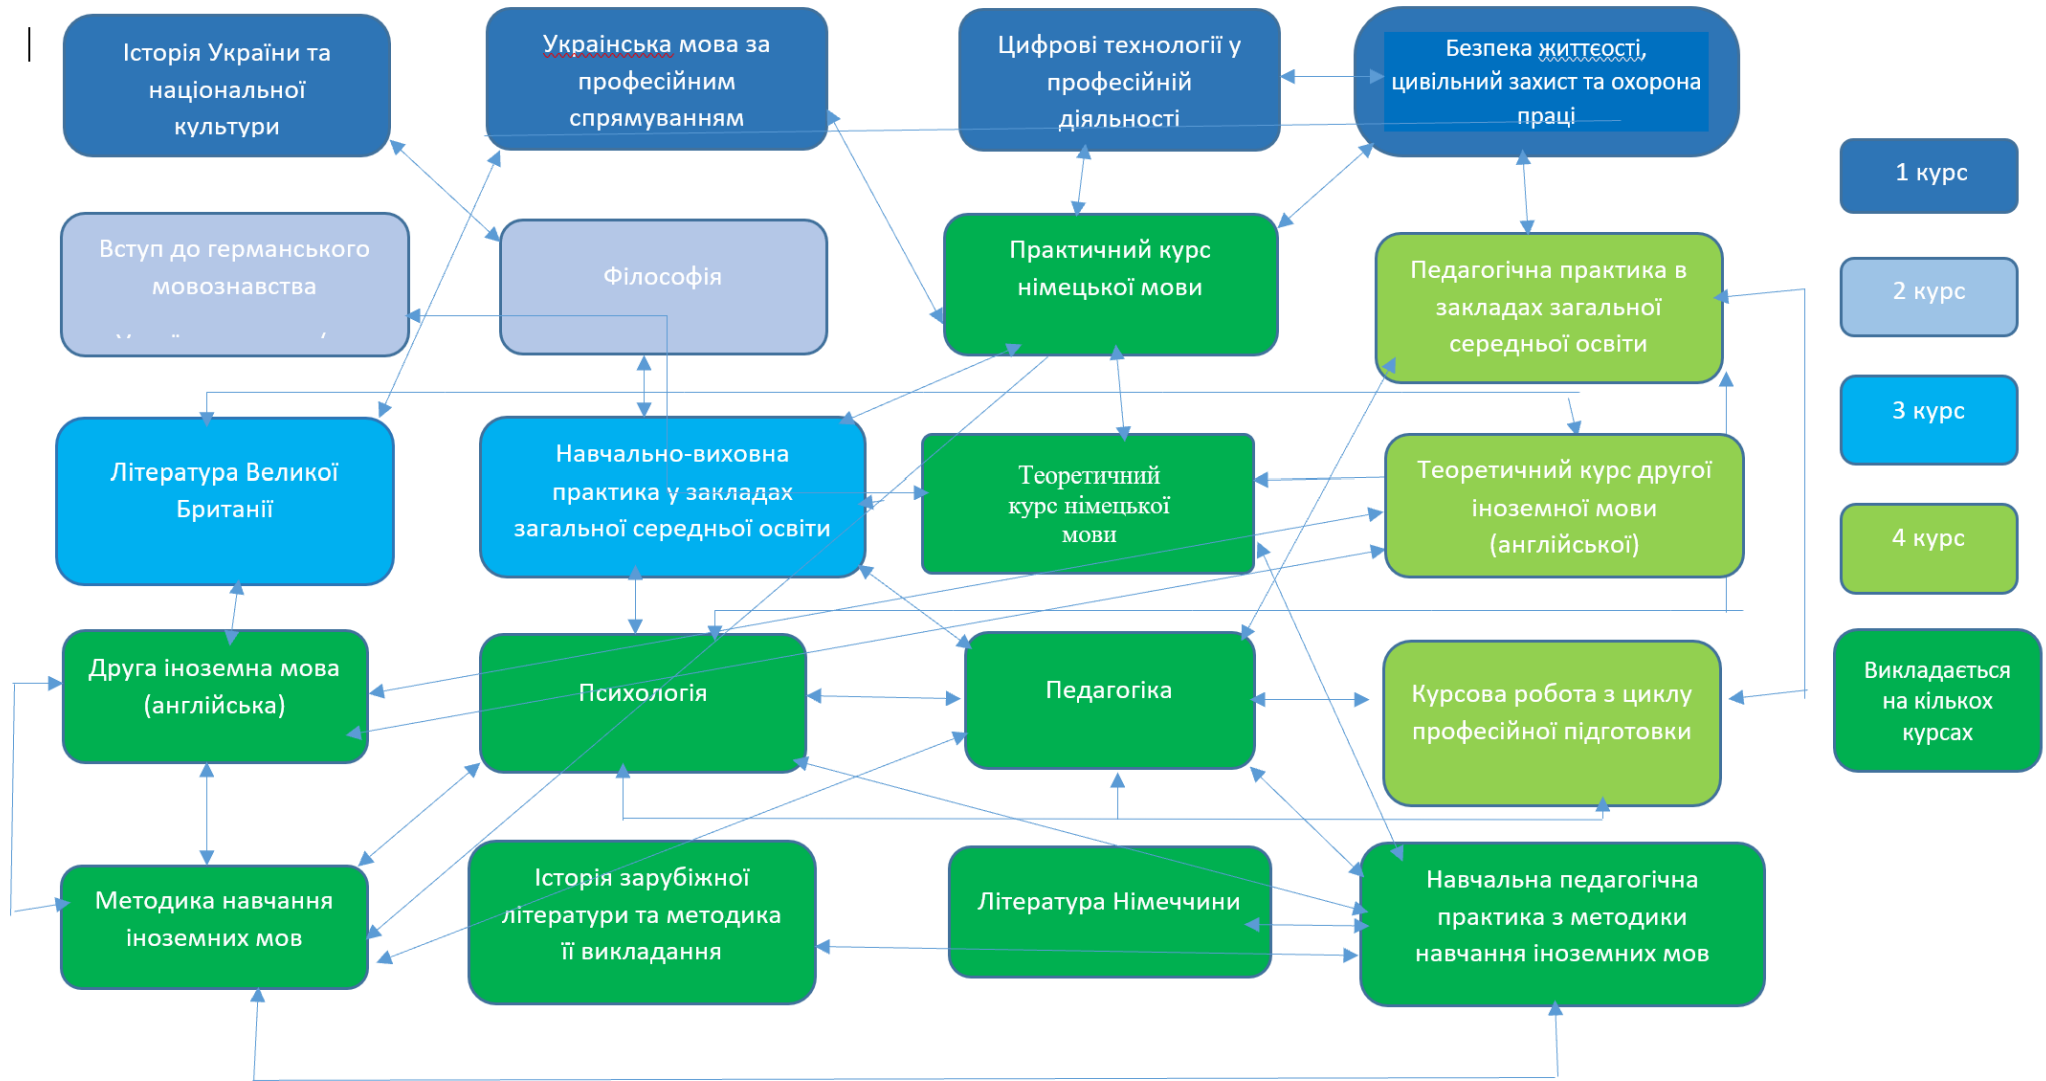 Історія України та
національної
культури
Українська мова за
професійним
спрямуванням
Цифрові технології у
професійній
діяльності
Безпека життєості,
цивільний захист та охорона
праці
1 курс
Вступ до германського
мовознавства
Філософія
Практичний курс
німецької мови
Педагогічна практика в
закладах загальної
середньої освіти
2 курс
Література Великої
Британії
Навчально-виховна
практика у закладах
загальної середньої освіти
Теоретичний
курс німецької
мови
Теоретичний курс другої
іноземної мови
(англійської)
3 курс
4 курс
Друга іноземна мова
(англійська)
Психологія
Педагогіка
Курсова робота з циклу
професійної підготовки
Викладається
на кількох
курсах
Методика навчання
іноземних мов
Історія зарубіжної
літератури та методика
її викладання
Література Німеччини
Навчальна педагогічна
практика з методики
навчання іноземних мов